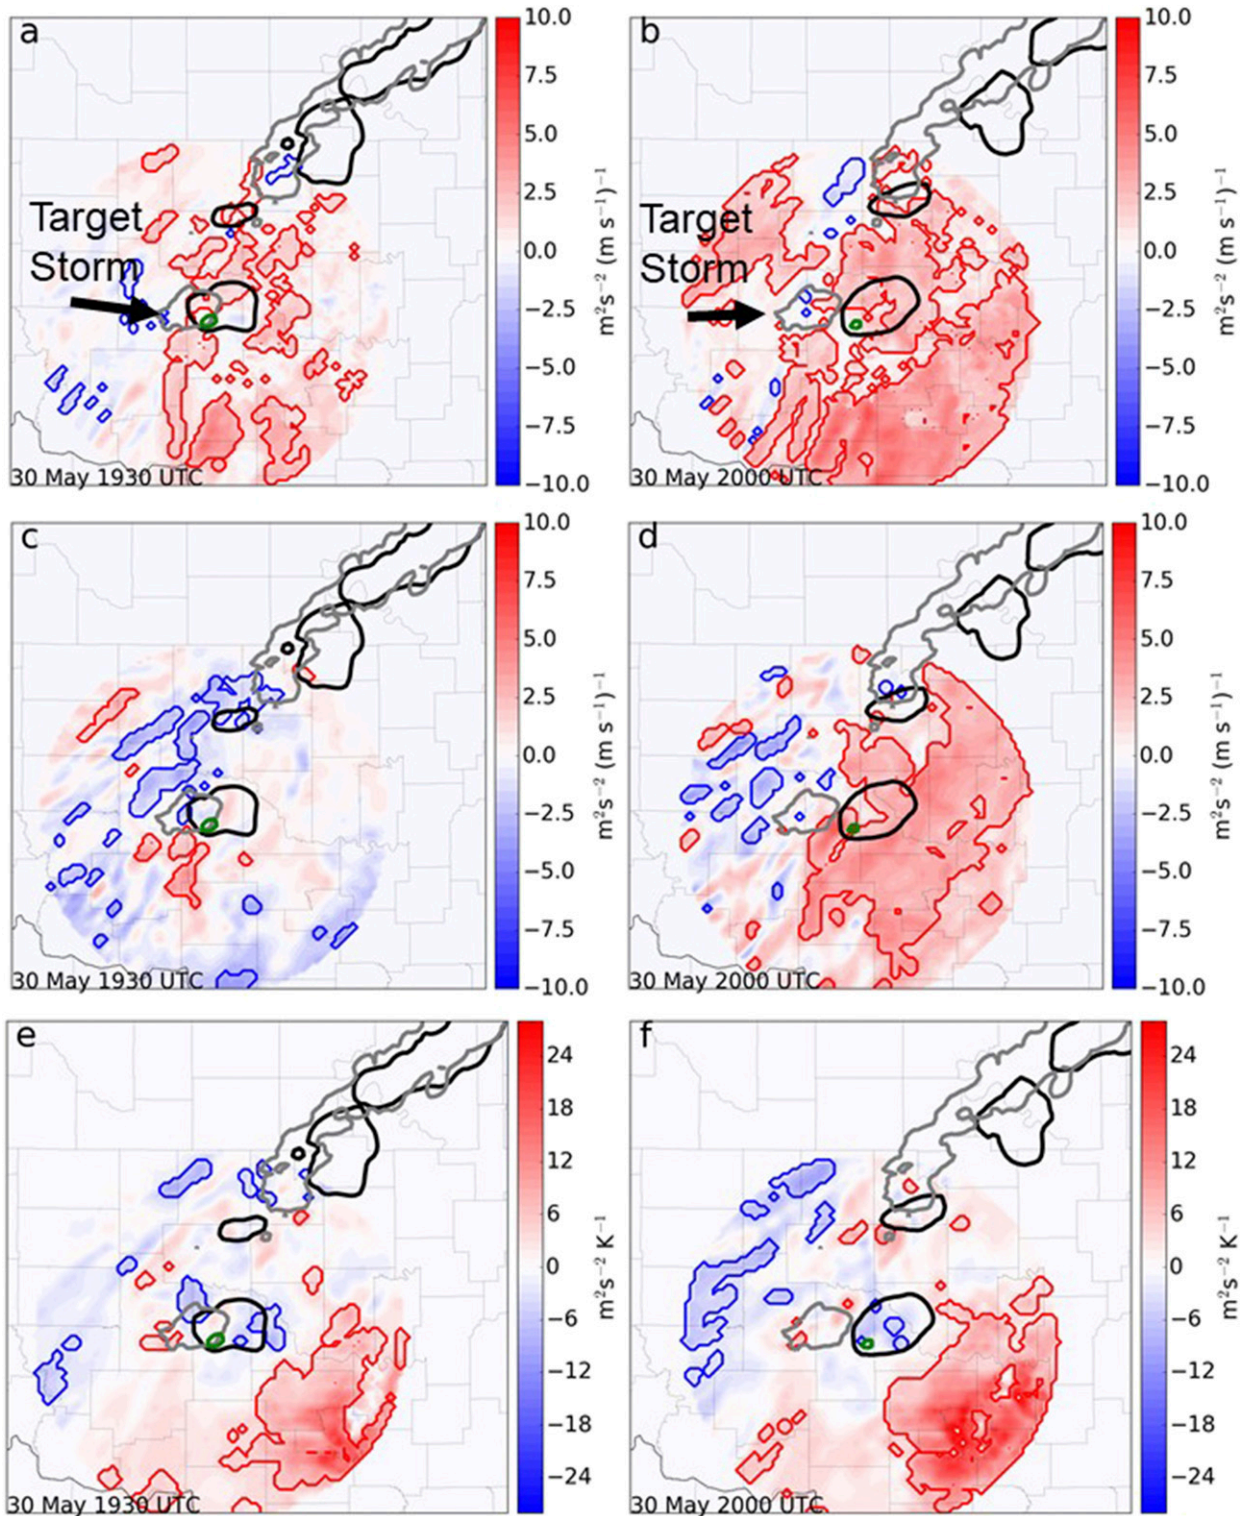 a
10.0
7.5
5.0
2.5
0.0
−2.5
−5.0
−7.5
−10.0
m²s⁻² (m s⁻¹)⁻¹
Target
Storm
30 May 1930 UTC
b
10.0
7.5
5.0
2.5
0.0
−2.5
−5.0
−7.5
−10.0
m²s⁻² (m s⁻¹)⁻¹
Target
Storm
30 May 2000 UTC
c
10.0
7.5
5.0
2.5
0.0
−2.5
−5.0
−7.5
−10.0
m²s⁻² (m s⁻¹)⁻¹
30 May 1930 UTC
d
10.0
7.5
5.0
2.5
0.0
−2.5
−5.0
−7.5
−10.0
m²s⁻² (m s⁻¹)⁻¹
30 May 2000 UTC
e
24
18
12
6
0
−6
−12
−18
−24
m²s⁻² K⁻¹
30 May 1930 UTC
f
24
18
12
6
0
−6
−12
−18
−24
m²s⁻² K⁻¹
30 May 2000 UTC